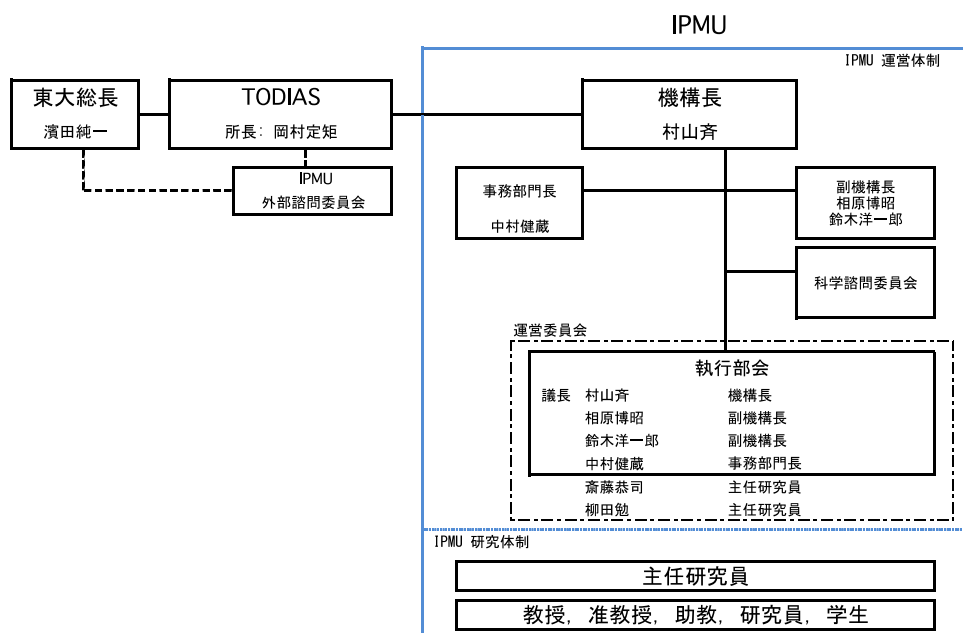 IPMU
IPMU 運営体制
東大総長
濱田純一
TODIAS
所長: 岡村定矩
機構長
村山斉
IPMU
外部諮問委員会
事務部門長
中村健蔵
副機構長
相原博昭
鈴木洋一郎
科学諮問委員会
運営委員会
執行部会
議長 村山斉 機構長
相原博昭 副機構長
鈴木洋一郎 副機構長
中村健蔵 事務部門長
斎藤恭司 主任研究員
柳田勉 主任研究員
IPMU 研究体制
主任研究員
教授, 准教授, 助教, 研究員, 学生